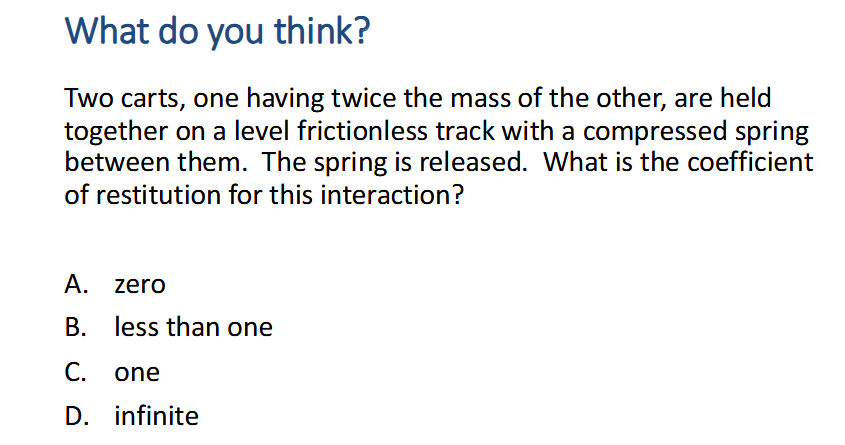 What do you think?
Two carts, one having twice the mass of the other, are held
together on a level frictionless track with a compressed spring
between them.  The spring is released.  What is the coefficient
of restitution for this interaction?
A. zero
B. less than one
C. one
D. infinite